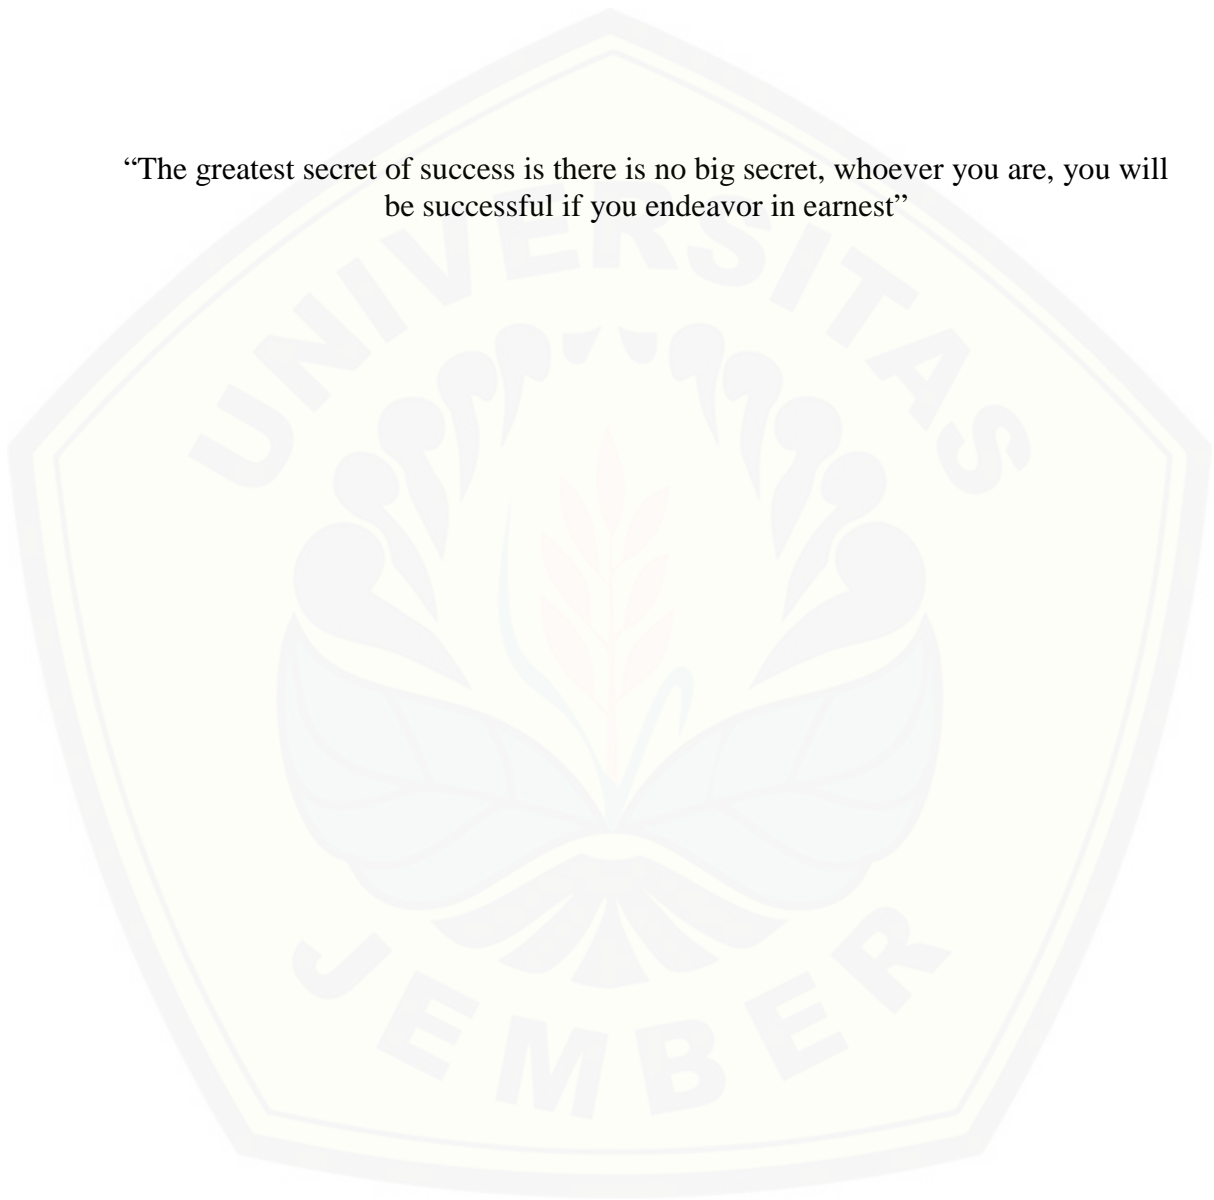 “The greatest secret of success is there is no big secret, whoever you are, you will
be successful if you endeavor in earnest”
UNIVERSITAS
JEMBER